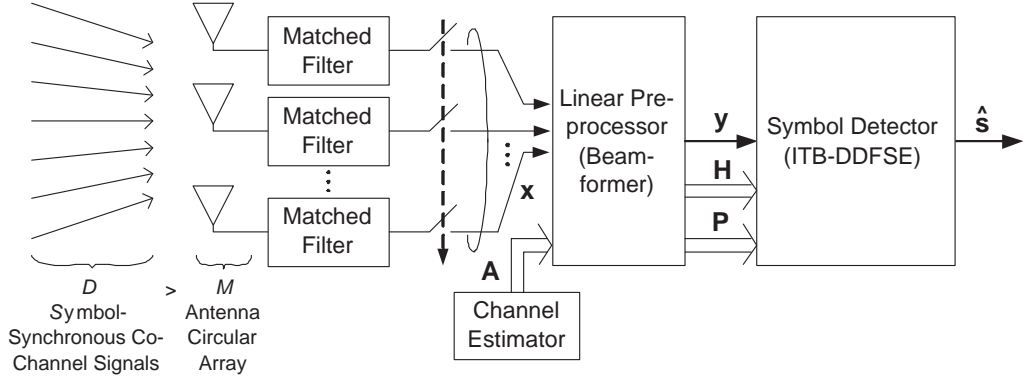 Matched
Filter
Matched
Filter
Matched
Filter
x
A
Linear Pre-
processor
(Beam-
former)
y
H
P
Symbol Detector
(ITB-DDFSE)
ŝ
Channel
Estimator
D
Symbol-
Synchronous Co-
Channel Signals
>
M
Antenna
Circular
Array